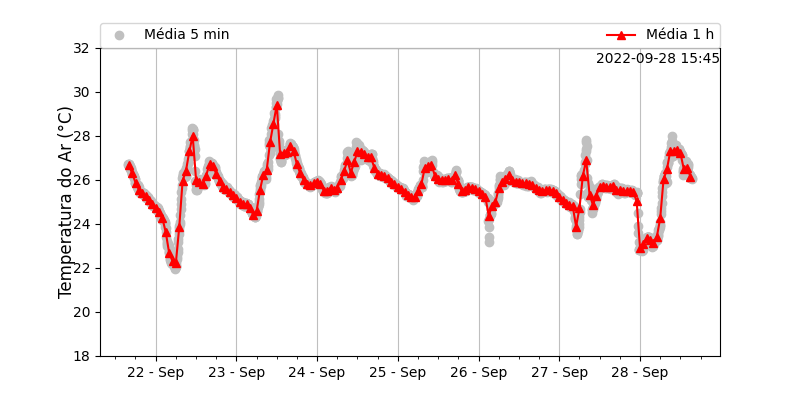 Média 5 min
Média 1 h
2022-09-28 15:45
Temperatura do Ar (°C)
32
30
28
26
24
22
20
18
22 - Sep
23 - Sep
24 - Sep
25 - Sep
26 - Sep
27 - Sep
28 - Sep